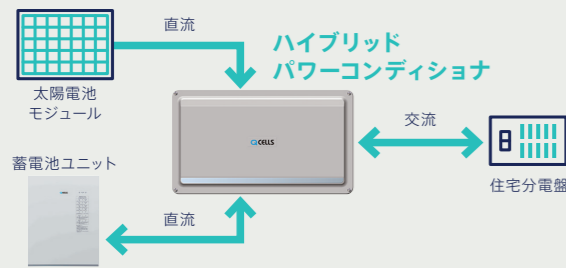 直流
ハイブリッド
パワーコンディショナ
太陽電池
モジュール
Q CELLS
交流
住宅分電盤
蓄電池ユニット
直流